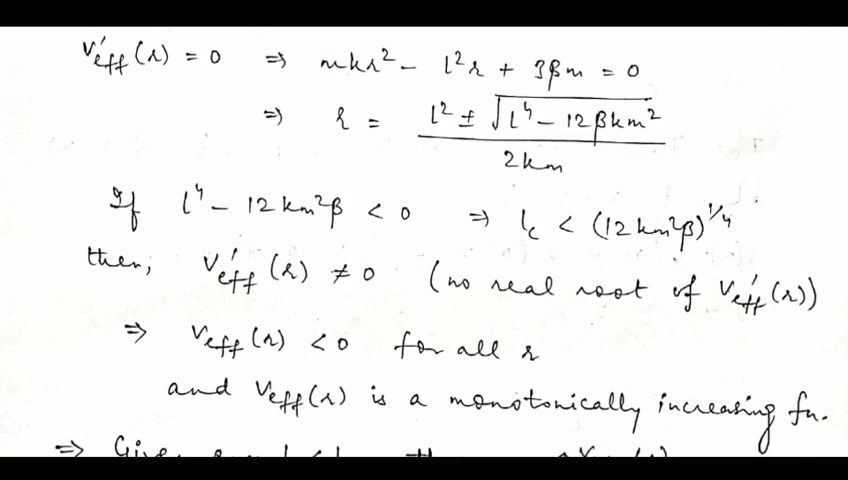 V'eff(r) = 0 ⇒ mkr² − l²r + 3βm = 0
⇒ r = (l² ± √(l⁴ − 12βkm²)) / 2km
If l⁴ − 12km²β < 0 ⇒ l_c < (12km²β)^1/4
then, V'eff(r) ≠ 0 (no real root of V'eff(r))
⇒ Veff(r) < 0 for all r
and Veff(r) is a monotonically increasing fn.
⇒